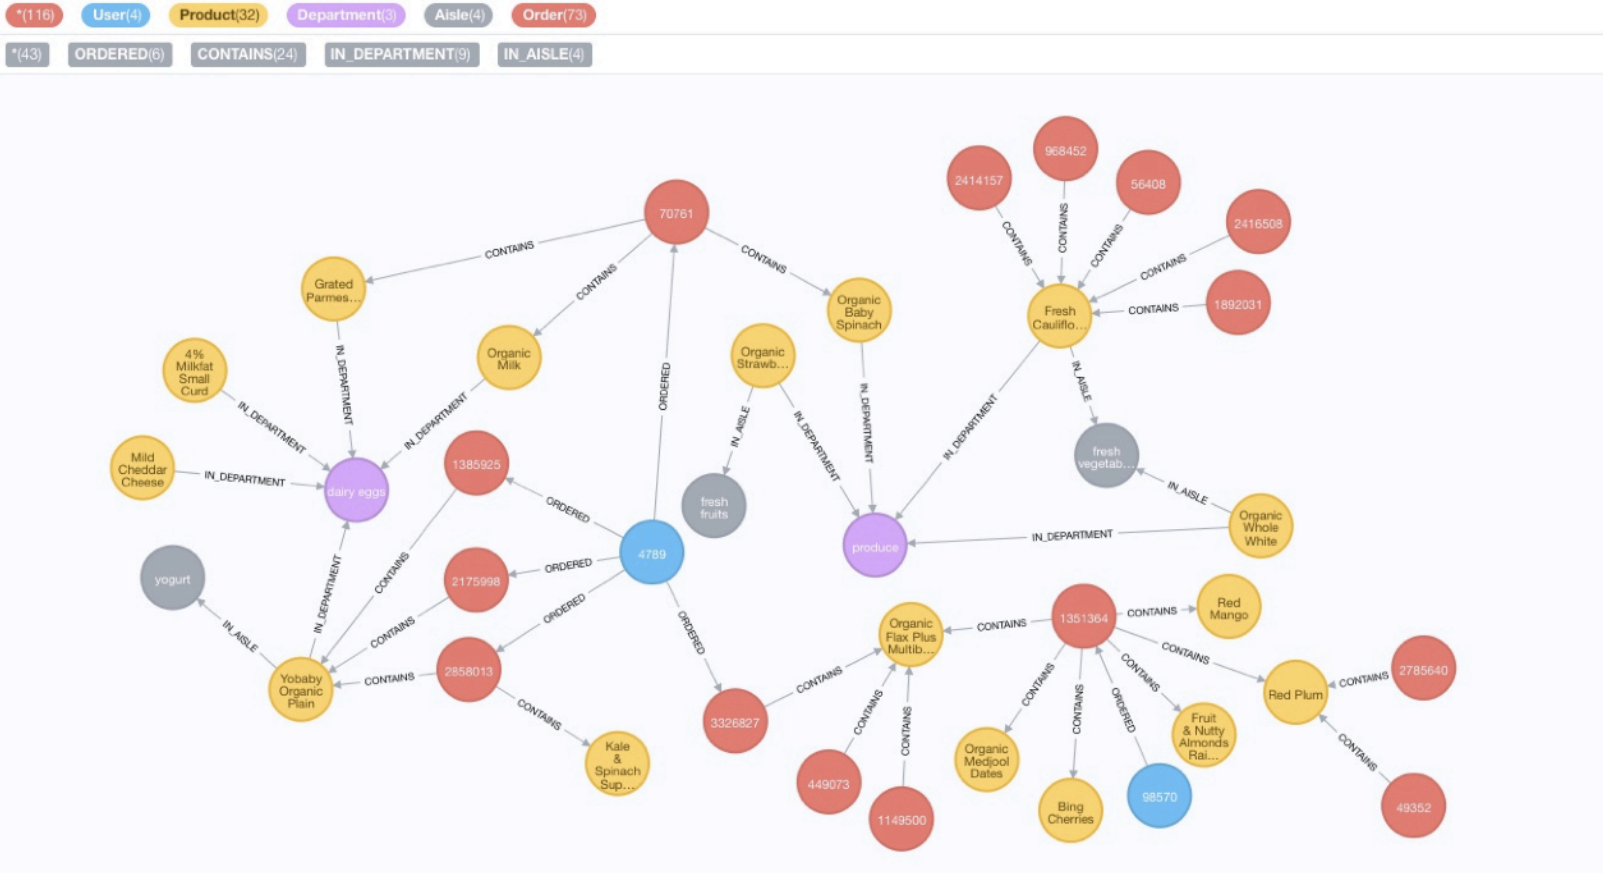 *(116) User(4) Product(32) Department(3) Aisle(4) Order(73)
*(43) ORDERED(6) CONTAINS(24) IN_DEPARTMENT(9) IN_AISLE(4)
968452
2414157
56408
70761
2416508
CONTAINS
CONTAINS
CONTAINS
CONTAINS
CONTAINS
CONTAINS
CONTAINS
CONTAINS
Grated
Parmes...
Organic
Baby
Spinach
Fresh
Cauliflo...
1892031
4%
Milkfat
Small
Curd
Organic
Milk
Organic
Strawb...
IN_DEPARTMENT
ORDERED
IN_AISLE
IN_DEPARTMENT
IN_DEPARTMENT
IN_AISLE
IN_DEPARTMENT
IN_DEPARTMENT
IN_DEPARTMENT
Mild
Cheddar
Cheese
IN_DEPARTMENT
1385925
fresh
vegetab...
dairy eggs
IN_AISLE
ORDERED
fresh
fruits
Organic
Whole
White
IN_DEPARTMENT
4789
produce
yogurt
CONTAINS
2175998
ORDERED
IN_DEPARTMENT
ORDERED
Red
Mango
CONTAINS
1351364
IN_AISLE
CONTAINS
ORDERED
Organic
Flax Plus
Multib...
CONTAINS
CONTAINS
2858013
CONTAINS
CONTAINS
2785640
CONTAINS
Yobaby
Organic
Plain
CONTAINS
CONTAINS
CONTAINS
ORDERED
CONTAINS
Red Plum
CONTAINS
3326827
CONTAINS
CONTAINS
Fruit
& Nutty
Almonds
Rai...
CONTAINS
Kale
&
Spinach
Sup...
Organic
Medjool
Dates
449073
98570
1149500
Bing
Cherries
49352